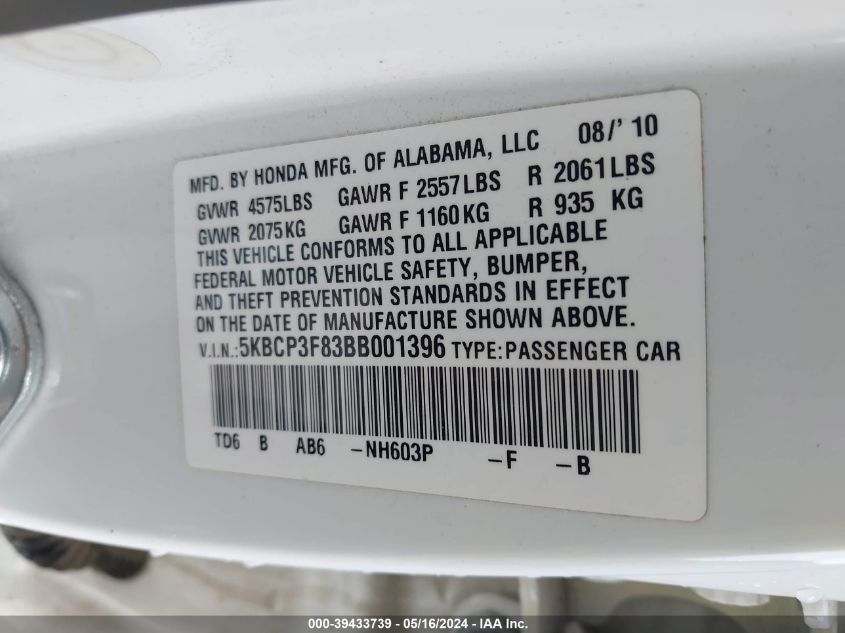 MFD. BY HONDA MFG. OF ALABAMA, LLC 08/' 10
GVWR 4575LBS GAWR F 2557LBS R 2061LBS
GVWR 2075KG GAWR F 1160KG R 935 KG
THIS VEHICLE CONFORMS TO ALL APPLICABLE
FEDERAL MOTOR VEHICLE SAFETY, BUMPER,
AND THEFT PREVENTION STANDARDS IN EFFECT
ON THE DATE OF MANUFACTURE SHOWN ABOVE.
V.I.N.:5KBCP3F83BB001396 TYPE:PASSENGER CAR
TD6 B AB6 -NH603P -F -B
000-39433739 - 05/16/2024 - IAA Inc.